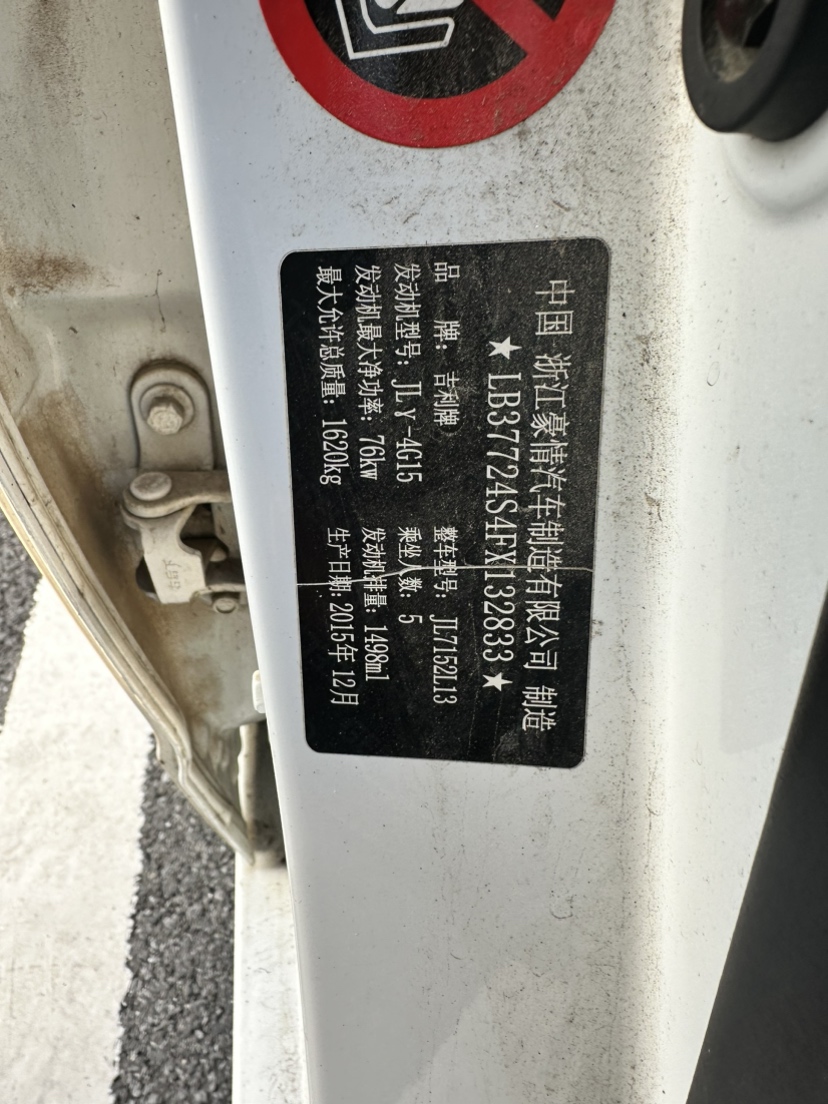 中国 浙江豪情汽车制造有限公司 制造
★LB37724S4FX132833★
品 牌：吉利牌 整车型号：JL7152L13
发动机型号：JLγ-4G15 乘坐人数：5
发动机最大净功率：76kw 发动机排量：1498ml
最大允许总质量：1620kg 生产日期：2015年12月